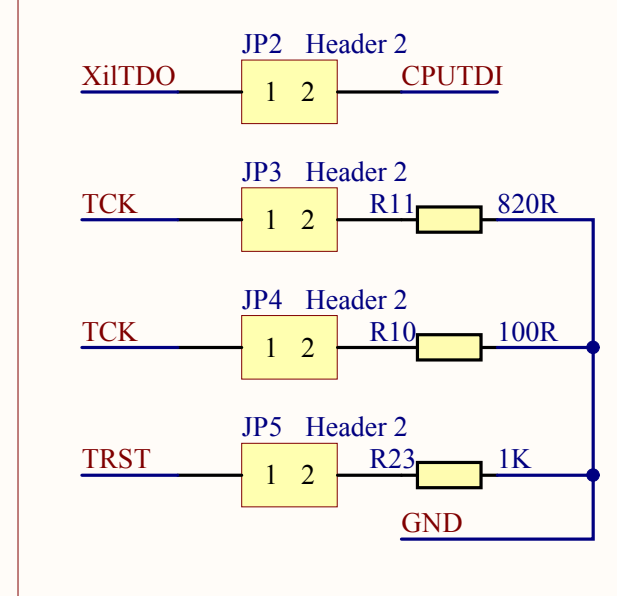 JP2 Header 2
XilTDO 1 2 CPUTDI
JP3 Header 2
TCK 1 2 R11 820R
JP4 Header 2
TCK 1 2 R10 100R
JP5 Header 2
TRST 1 2 R23 1K
GND